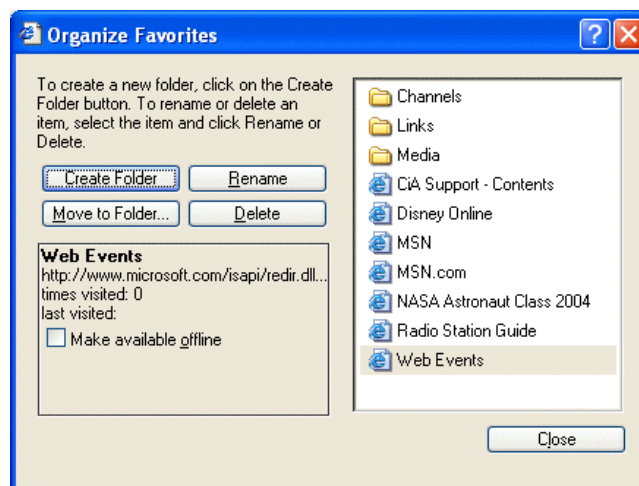 Organize Favorites
To create a new folder, click on the Create
Folder button. To rename or delete an
item, select the item and click Rename or
Delete.
Create Folder
Rename
Move to Folder...
Delete
Web Events
http://www.microsoft.com/isapi/redir.dll...
times visited: 0
last visited:
Make available offline
Channels
Links
Media
CiA Support - Contents
Disney Online
MSN
MSN.com
NASA Astronaut Class 2004
Radio Station Guide
Web Events
Close